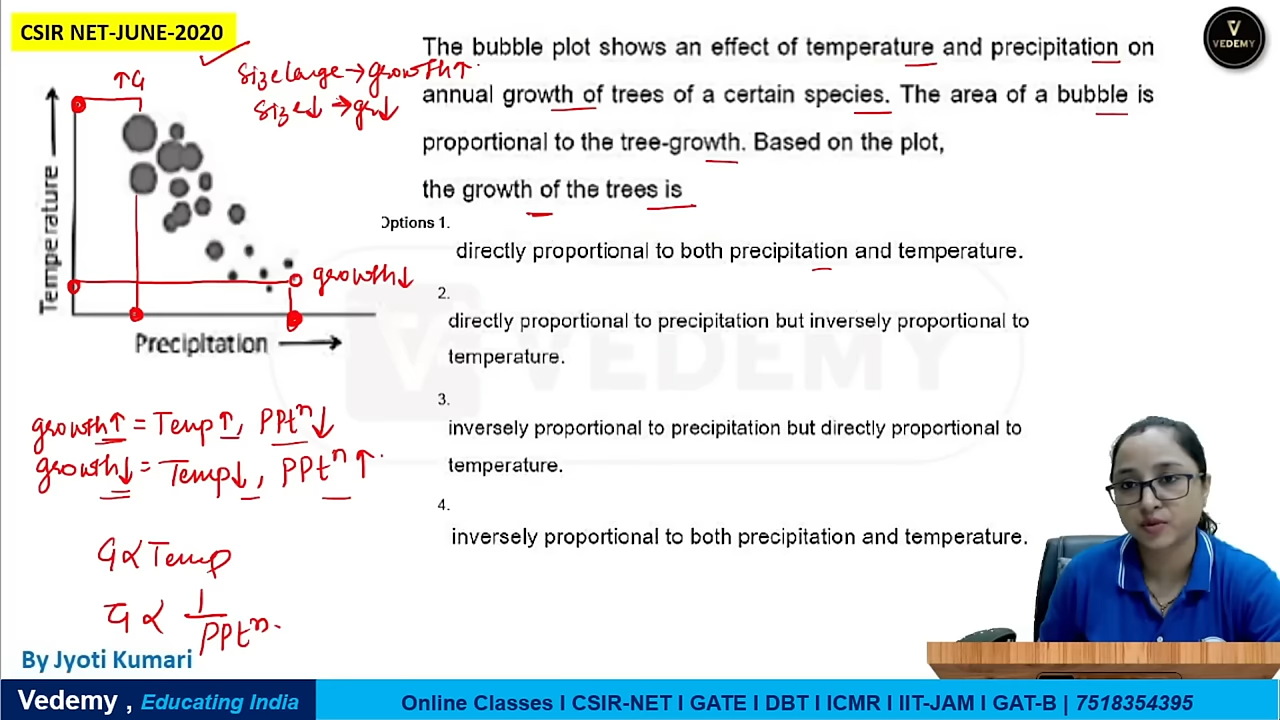 CSIR NET-JUNE-2020
VEDEMY
The bubble plot shows an effect of temperature and precipitation on
annual growth of trees of a certain species. The area of a bubble is
proportional to the tree-growth. Based on the plot,
the growth of the trees is
↑G
Size large → growth ↑
Size ↓ → gr ↓
Temperature
growth ↓
Precipitation
Options 1.
directly proportional to both precipitation and temperature.
2.
directly proportional to precipitation but inversely proportional to
temperature.
3.
inversely proportional to precipitation but directly proportional to
temperature.
4.
inversely proportional to both precipitation and temperature.
VEDEMY
growth ↑ = Temp ↑, PPtⁿ ↓
growth ↓ = Temp ↓, PPtⁿ ↑
G ∝ Temp
G ∝ 1/PPtⁿ
By Jyoti Kumari
Vedemy , Educating India
Online Classes I CSIR-NET I GATE I DBT I ICMR I IIT-JAM I GAT-B | 7518354395